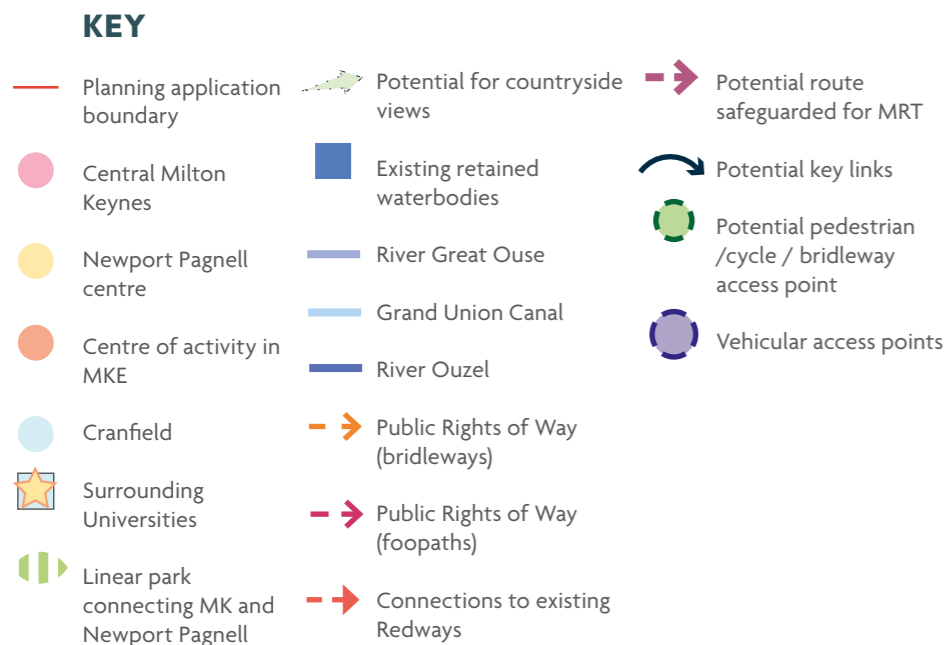 KEY
Planning application
boundary
Central Milton
Keynes
Newport Pagnell
centre
Centre of activity in
MKE
Cranfield
Surrounding
Universities
Linear park
connecting MK and
Newport Pagnell
Potential for countryside
views
Existing retained
waterbodies
River Great Ouse
Grand Union Canal
River Ouzel
Public Rights of Way
(bridleways)
Public Rights of Way
(foopaths)
Connections to existing
Redways
Potential route
safeguarded for MRT
Potential key links
Potential pedestrian
/cycle / bridleway
access point
Vehicular access points